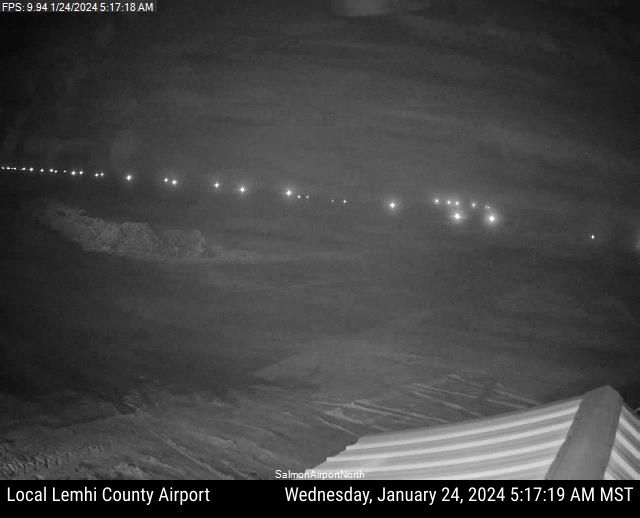 FPS: 9.94 1/24/2024 5:17:18 AM
SalmonAirportNorth
Local Lemhi County Airport Wednesday, January 24, 2024 5:17:19 AM MST